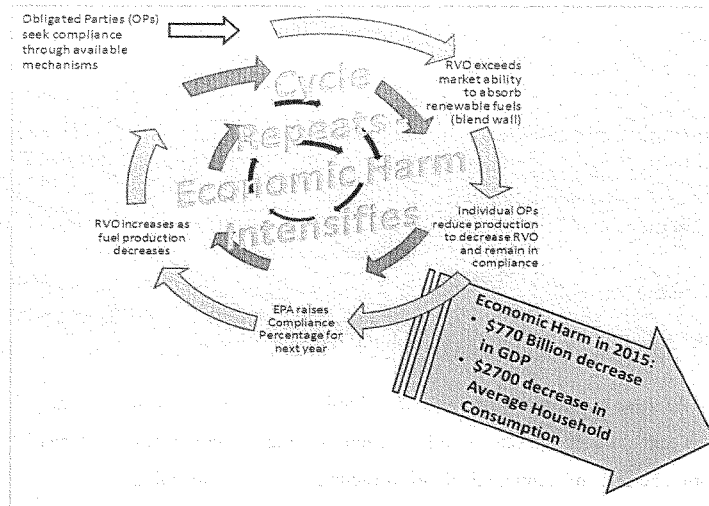 Obligated Parties (OPs)
seek compliance
through available
mechanisms
RVO exceeds
market ability
to absorb
renewable fuels
(blend wall)
Cycle
Repeats
Economic Harm
Intensifies
Individual OPs
reduce production
to decrease RVO
and remain in
compliance
RVO increases as
fuel production
decreases
EPA raises
Compliance
Percentage for
next year
Economic Harm in 2015:
• $770 Billion decrease
in GDP
• $2700 decrease in
Average Household
Consumption